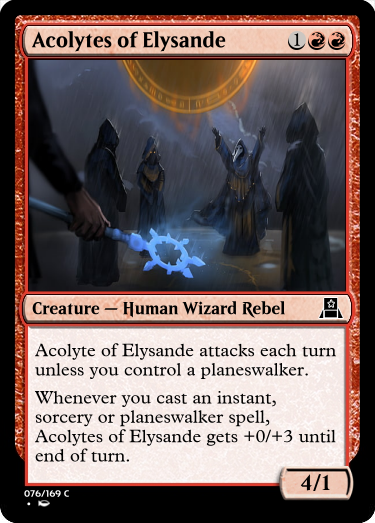 Acolytes of Elysande 1
Creature — Human Wizard Rebel
Acolyte of Elysande attacks each turn
unless you control a planeswalker.
Whenever you cast an instant,
sorcery or planeswalker spell,
Acolytes of Elysande gets +0/+3 until
end of turn.
4/1
076/169 C